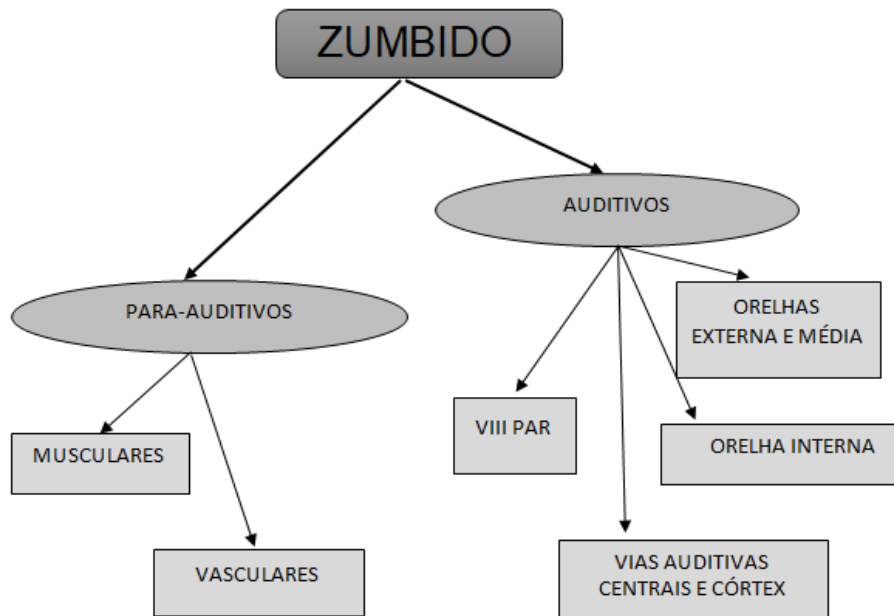 ZUMBIDO
AUDITIVOS
PARA-AUDITIVOS
ORELHAS
EXTERNA E MÉDIA
VIII PAR
MUSCULARES
ORELHA INTERNA
VASCULARES
VIAS AUDITIVAS
CENTRAIS E CÓRTEX